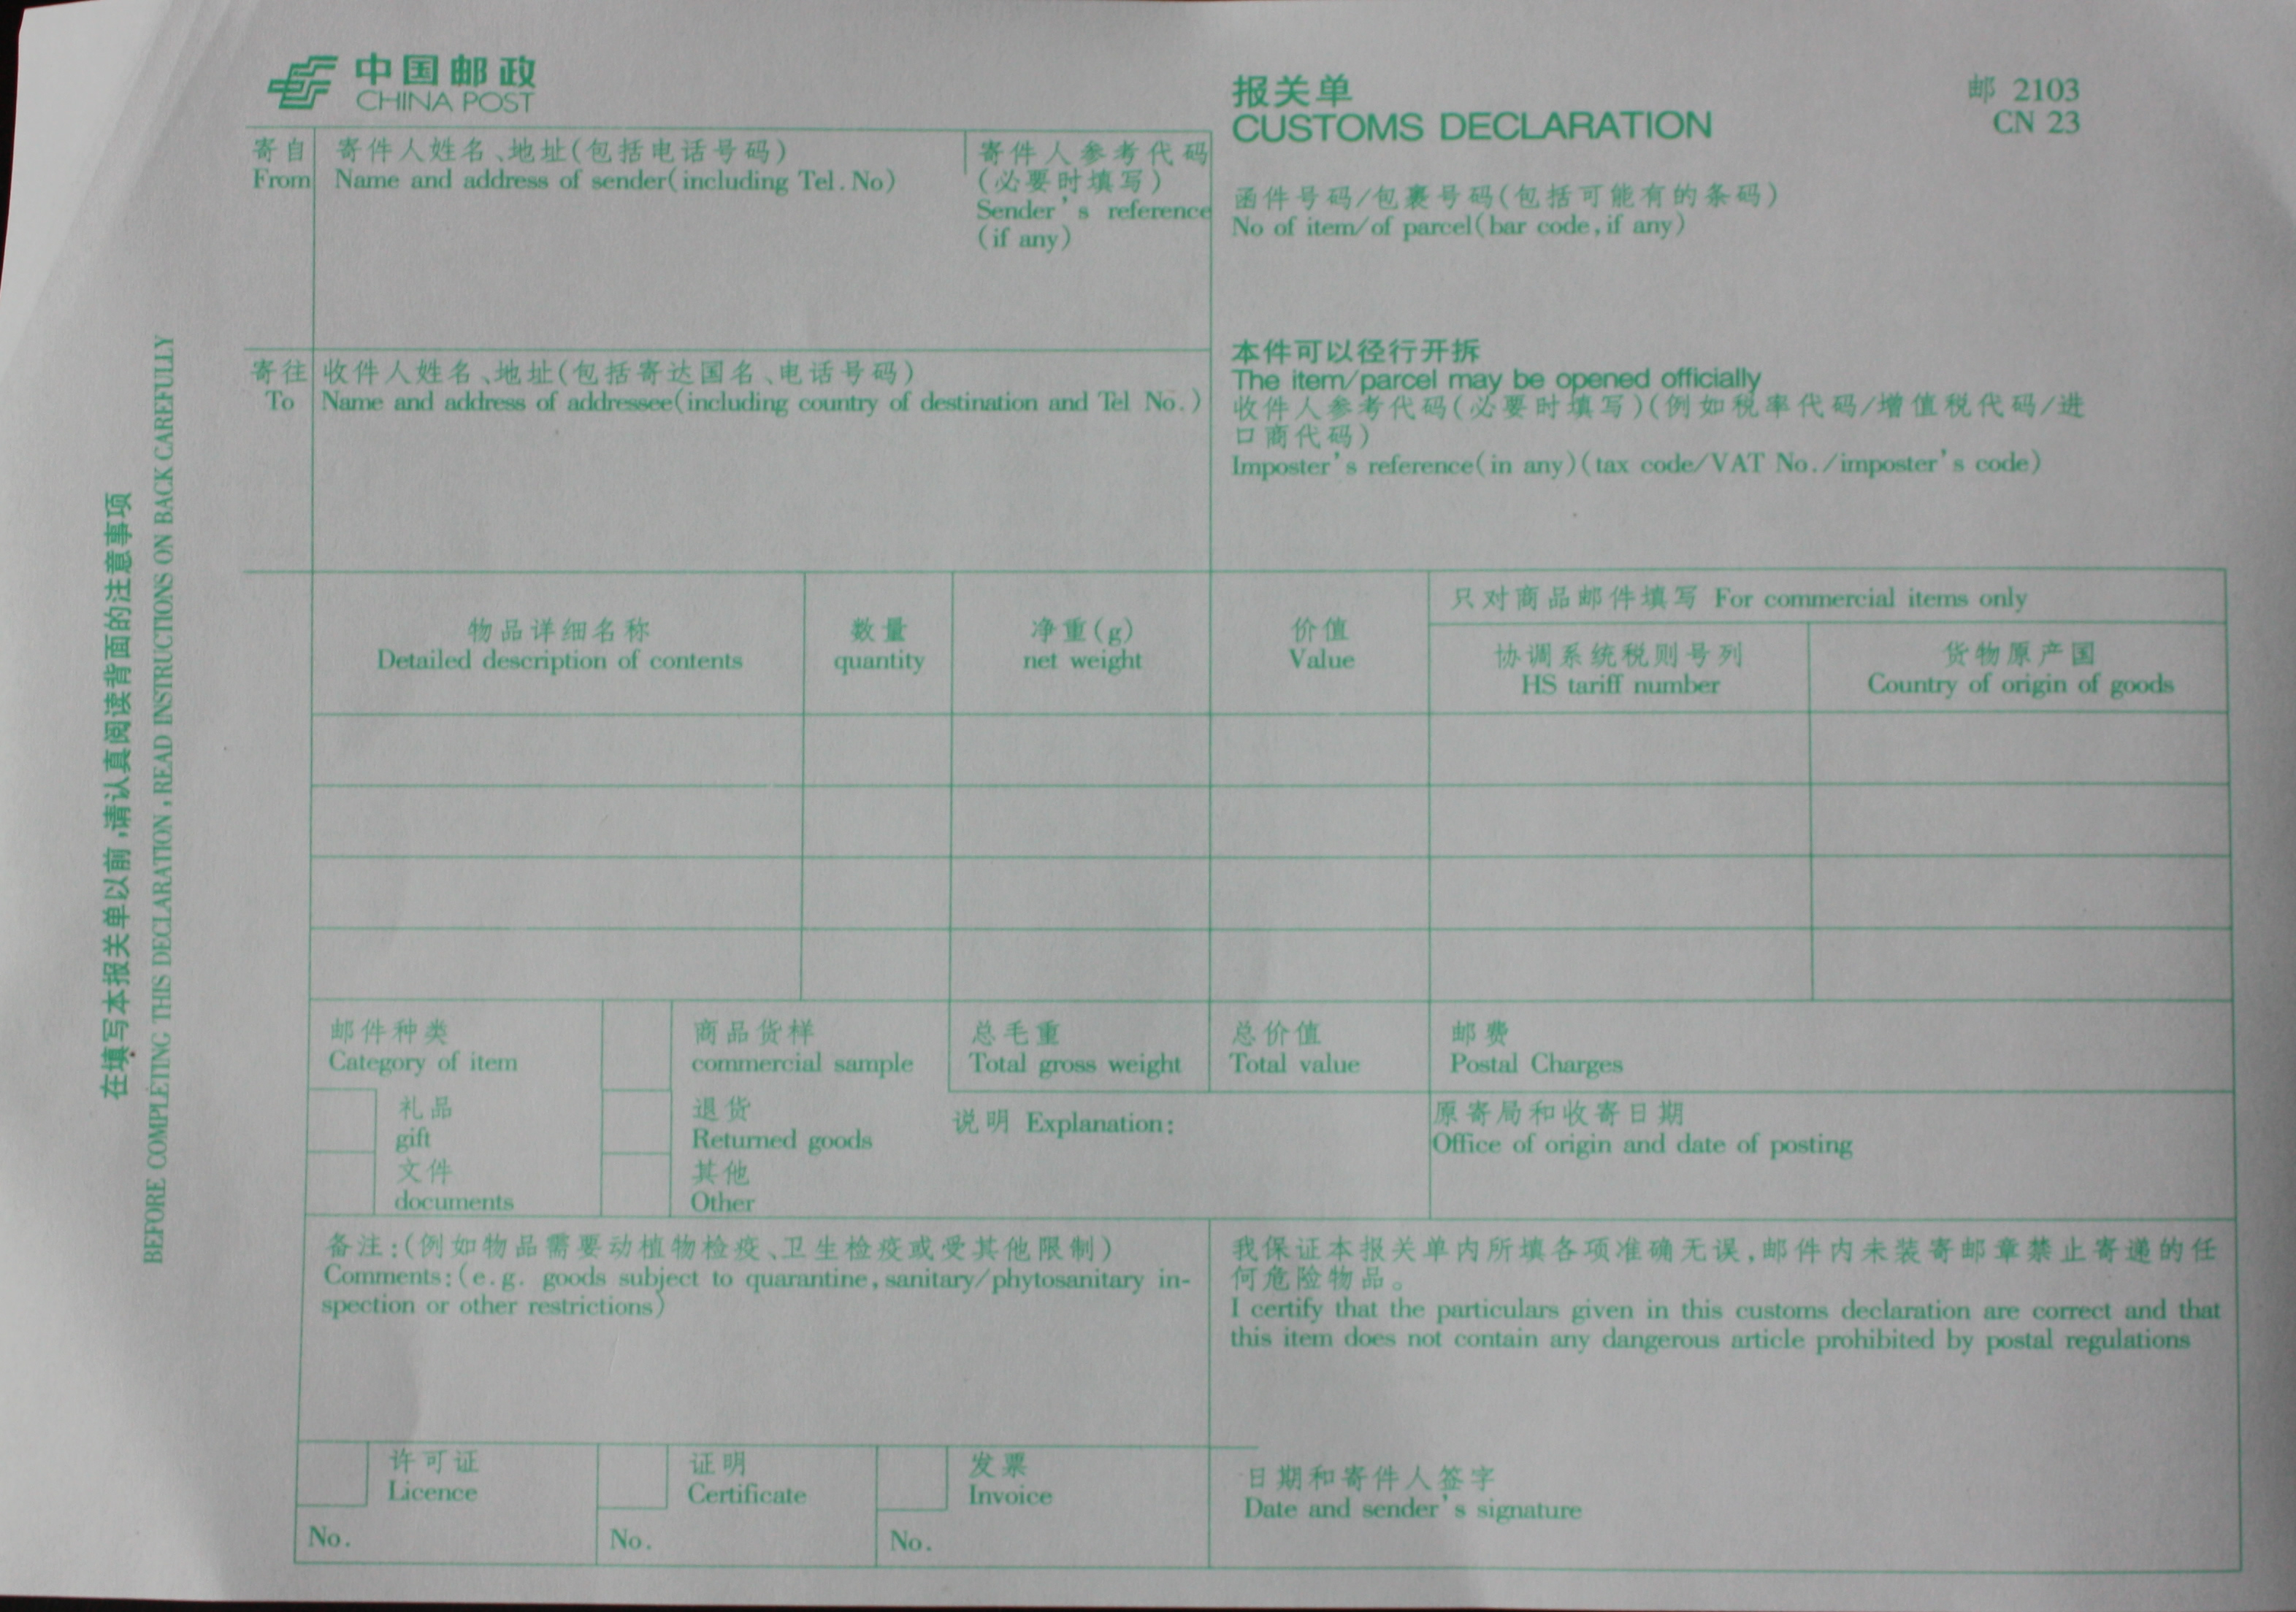 中国邮政
CHINA POST
报关单
CUSTOMS DECLARATION
邮 2103
CN 23
寄自
From
寄件人姓名、地址(包括电话号码)
Name and address of sender(including Tel.No)
寄件人参考代码
(必要时填写)
Sender's reference
(if any)
函件号码/包裹号码(包括可能有的条码)
No of item/of parcel(bar code,if any)
本件可以径行开拆
The item/parcel may be opened officially
收件人参考代码(必要时填写)(例如税率代码/增值税代码/进
口商代码)
Imposter's reference(in any)(tax code/VAT No./imposter's code)
寄往
To
收件人姓名、地址(包括寄达国名、电话号码)
Name and address of addressee(including country of destination and Tel No.)
在填写本报关单以前,请认真阅读背面的注意事项
BEFORE COMPLETING THIS DECLARATION,READ INSTRUCTIONS ON BACK CAREFULLY
物品详细名称
Detailed description of contents
数量
quantity
净重(g)
net weight
价值
Value
只对商品邮件填写 For commercial items only
协调系统税则号列
HS tariff number
货物原产国
Country of origin of goods
邮件种类
Category of item
商品货样
commercial sample
总毛重
Total gross weight
总价值
Total value
邮费
Postal Charges
礼品
gift
退货
Returned goods
说明 Explanation:
原寄局和收寄日期
Office of origin and date of posting
文件
documents
其他
Other
备注:(例如物品需要动植物检疫、卫生检疫或受其他限制)
Comments:(e.g. goods subject to quarantine,sanitary/phytosanitary in-
spection or other restrictions)
我保证本报关单内所填各项准确无误,邮件内未装寄邮章禁止寄递的任
何危险物品。
I certify that the particulars given in this customs declaration are correct and that
this item does not contain any dangerous article prohibited by postal regulations
许可证
Licence
No.
证明
Certificate
No.
发票
Invoice
No.
日期和寄件人签字
Date and sender's signature